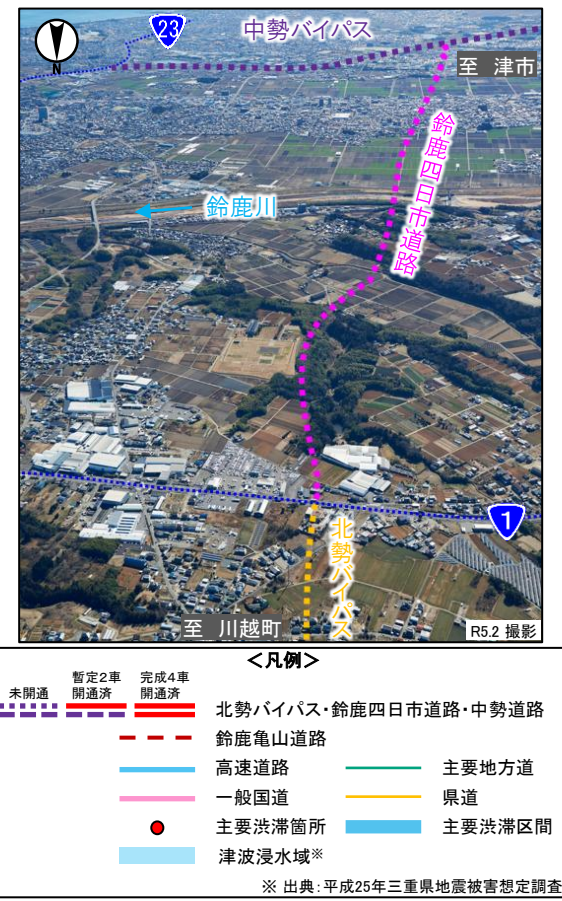 23
中勢バイパス
N
至 津市
鈴鹿四日市道路
鈴鹿川
1
北勢バイパス
至 川越町
R5.2 撮影
<凡例>
未開通
暫定2車
開通済
完成4車
開通済
北勢バイパス・鈴鹿四日市道路・中勢道路
鈴鹿亀山道路
高速道路
主要地方道
一般国道
県道
主要渋滞箇所
主要渋滞区間
津波浸水域※
※ 出典:平成25年三重県地震被害想定調査